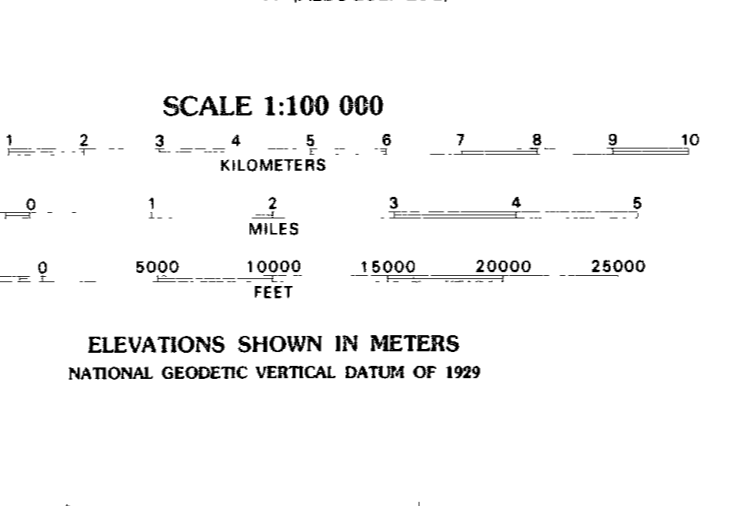 SCALE 1:100 000
1 2 3 4 5 6 7 8 9 10
KILOMETERS
0 1 2 3 4 5
MILES
0 5000 10000 15000 20000 25000
FEET
ELEVATIONS SHOWN IN METERS
NATIONAL GEODETIC VERTICAL DATUM OF 1929